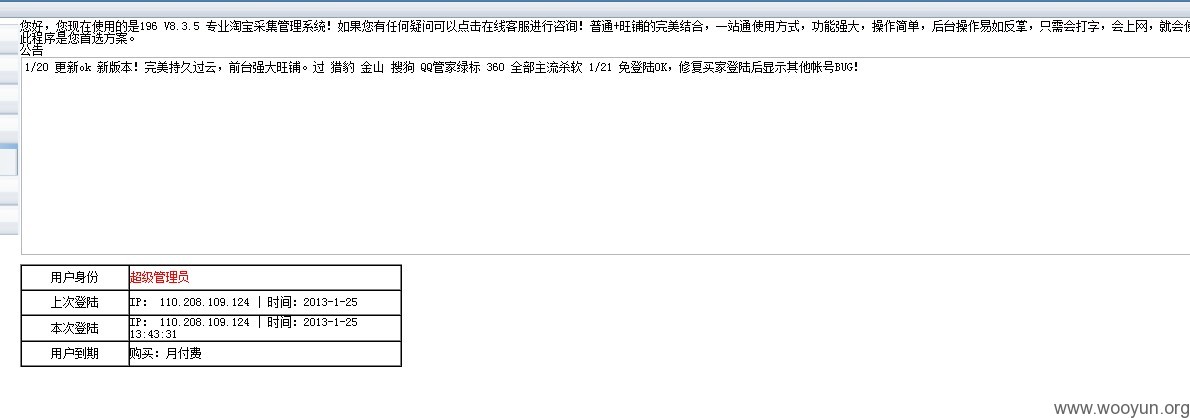 您好，您现在使用的是196 V8.3.5 专业淘宝采集管理系统！如果您有任何疑问可以点击在线客服进行咨询！普通+旺铺的完美结合，一站通使用方式，功能强大，操作简单，后台操作易如反掌，只需会打字，会上网，就会使
此程序是您首选方案。
公告
1/20 更新ok 新版本！完美持久过云，前台强大旺铺。过 猎豹 金山 搜狗 QQ管家绿标 360 全部主流杀软 1/21 免登陆OK，修复买家登陆后显示其他帐号BUG！
用户身份 超级管理员
上次登陆 IP： 110.208.109.124 | 时间：2013-1-25
本次登陆 IP： 110.208.109.124 | 时间：2013-1-25
13:43:31
用户到期 购买：月付费
www.wooyun.org